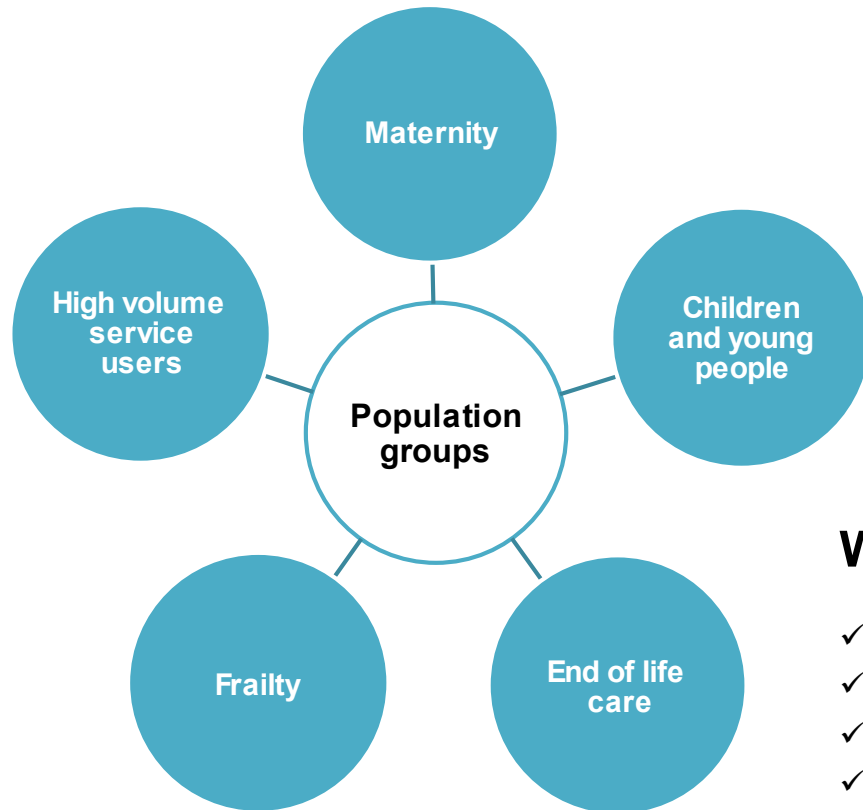 Maternity
High volume
service
users
Children
and young
people
Population
groups
Frailty
End of life
care
✓
✓
✓
✓